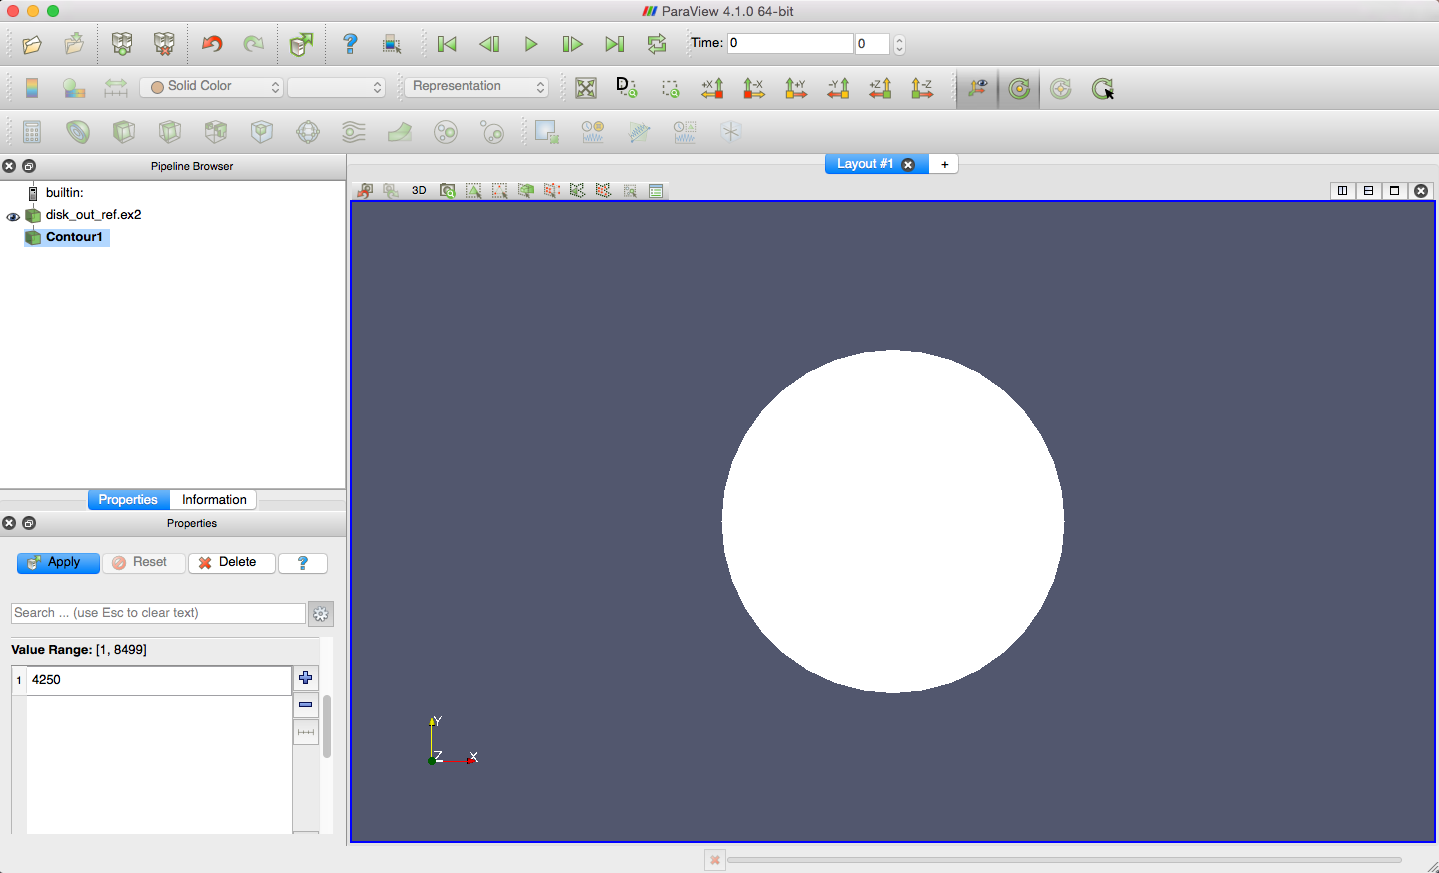 ParaView 4.1.0 64-bit
? Time: 0 0
Solid Color Representation D +X -X +Y -Y +Z -Z
Pipeline Browser
Layout #1 +
3D
builtin:
disk_out_ref.ex2
Contour1
Properties Information
Properties
Apply Reset Delete ?
Search ... (use Esc to clear text)
Value Range: [1, 8499]
1 4250
Y
Z X